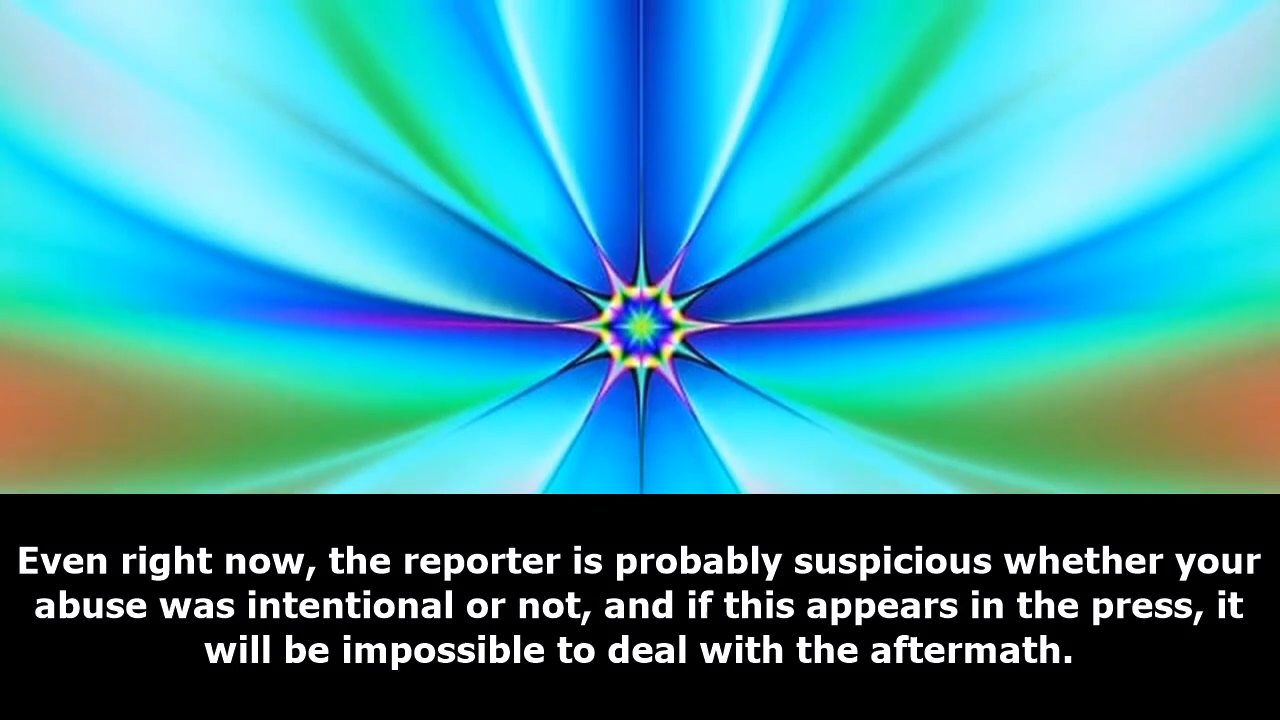 Even right now, the reporter is probably suspicious whether your
abuse was intentional or not, and if this appears in the press, it
will be impossible to deal with the aftermath.